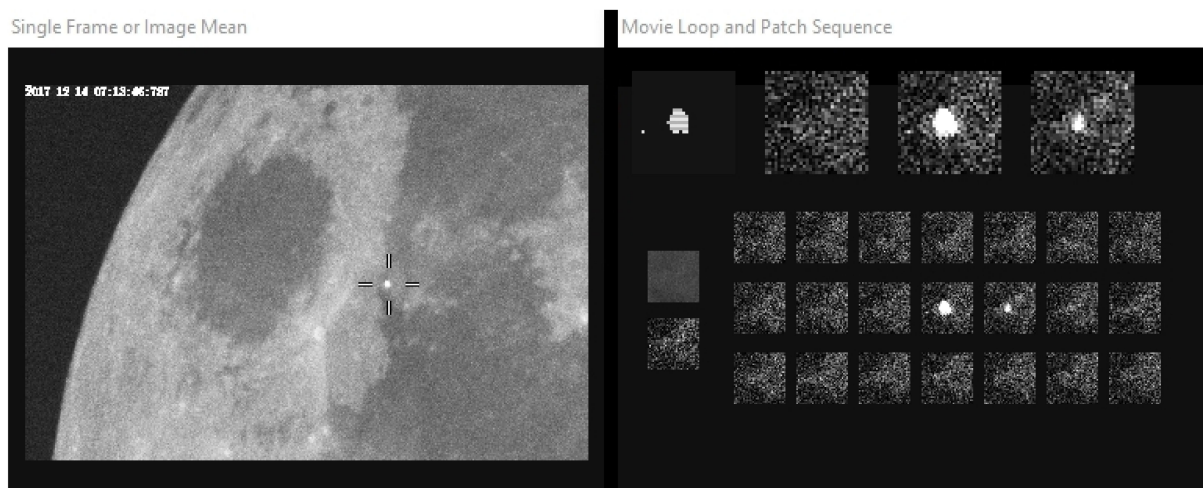 Single Frame or Image Mean
Movie Loop and Patch Sequence
2017 12 14 07:13:46:787